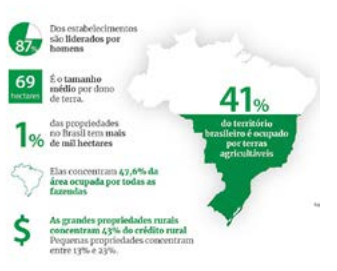 87%
Dos estabelecimentos
são liderados por
homens
69
hectares
É o tamanho
médio por dono
de terra.
1%
das propriedades
no Brasil tem mais
de mil hectares
Elas concentram 47,6% da
área ocupada por todas as
fazendas
$
As grandes propriedades rurais
concentram 43% do crédito rural
Pequenas propriedades concentram
entre 13% e 23%.
41%
do território
brasileiro é ocupado
por terras
agricultáveis